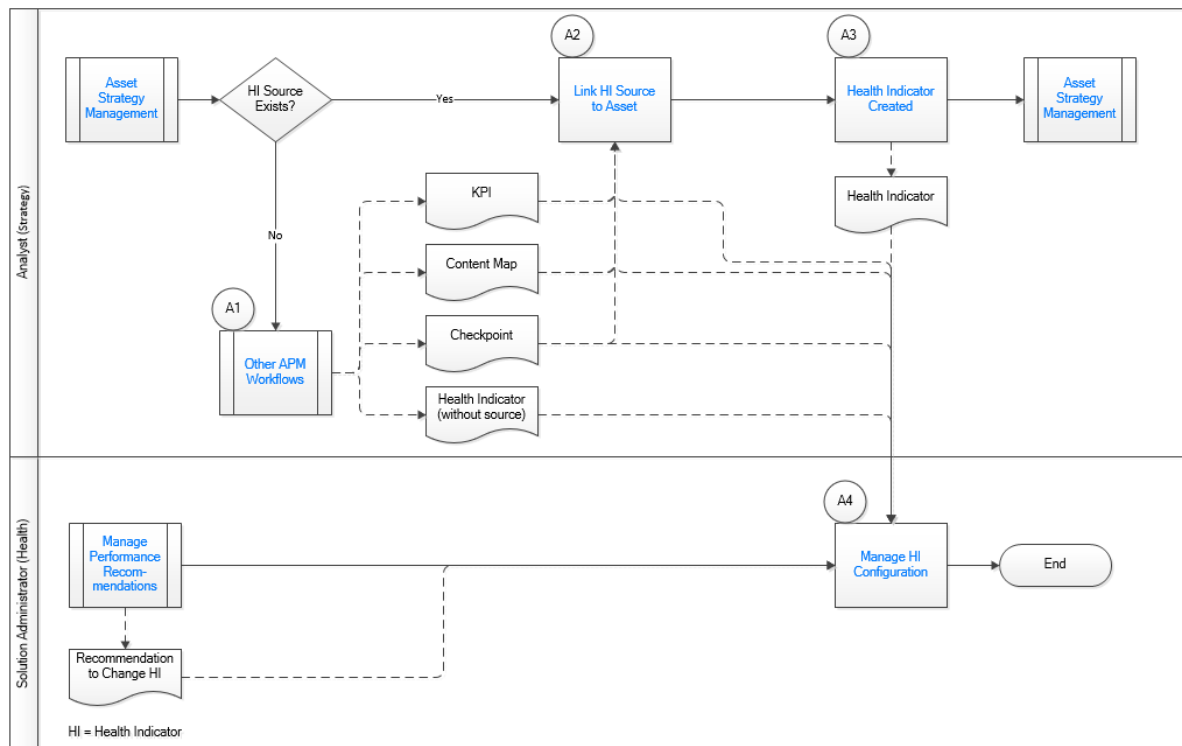 Analyst (Strategy)
A2
A3
Asset
Strategy
Management
HI Source
Exists?
Yes
Link HI Source
to Asset
Health Indicator
Created
Asset
Strategy
Management
KPI
Health Indicator
No
Content Map
A1
Checkpoint
Other APM
Workflows
Health Indicator
(without source)
Solution Administrator (Health)
A4
Manage
Performance
Recom-
mendations
Manage HI
Configuration
End
Recommendation
to Change HI
HI = Health Indicator